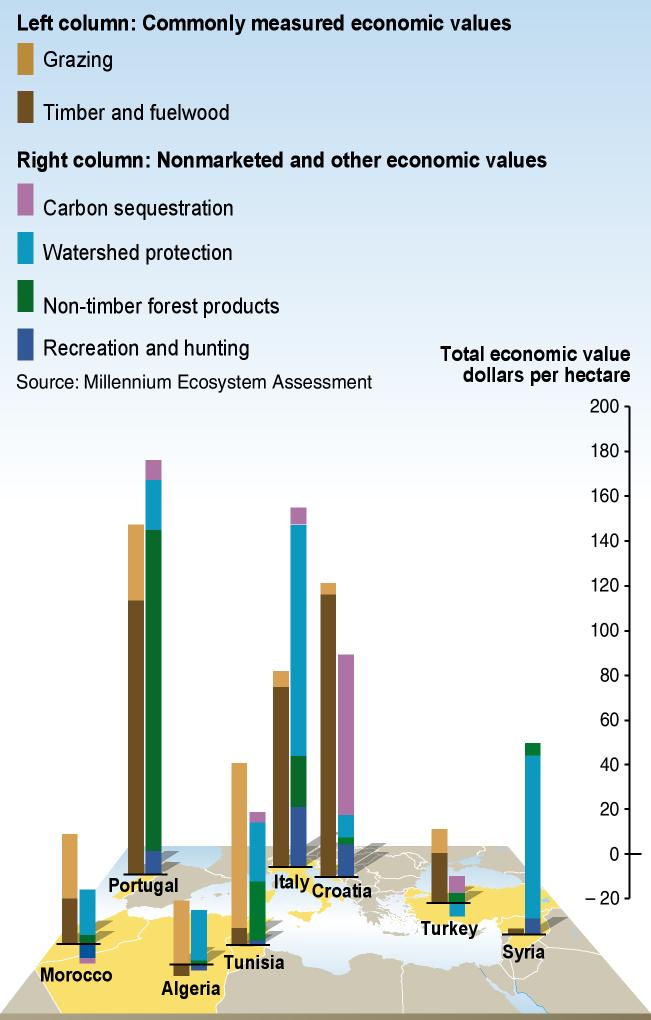 Left column: Commonly measured economic values
Grazing
Timber and fuelwood
Right column: Nonmarketed and other economic values
Carbon sequestration
Watershed protection
Non-timber forest products
Recreation and hunting
Source: Millennium Ecosystem Assessment
Total economic value
dollars per hectare
200
180
160
140
120
100
80
60
40
20
0
– 20
Portugal
Italy
Croatia
Turkey
Syria
Tunisia
Morocco
Algeria